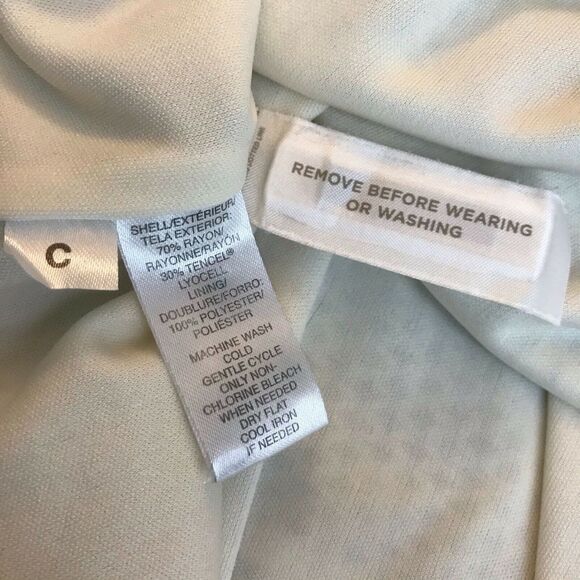 C
SHELL/EXTÉRIEUR/
TELA EXTERIOR:
70% RAYON/
RAYONNE/RAYÓN
30% TENCEL®
LYOCELL
LINING/
DOUBLURE/FORRO:
100% POLYESTER/
POLIÉSTER
MACHINE WASH
COLD
GENTLE CYCLE
ONLY NON-
CHLORINE BLEACH
WHEN NEEDED
DRY FLAT
COOL IRON
IF NEEDED
DOTTED LINE
REMOVE BEFORE WEARING
OR WASHING